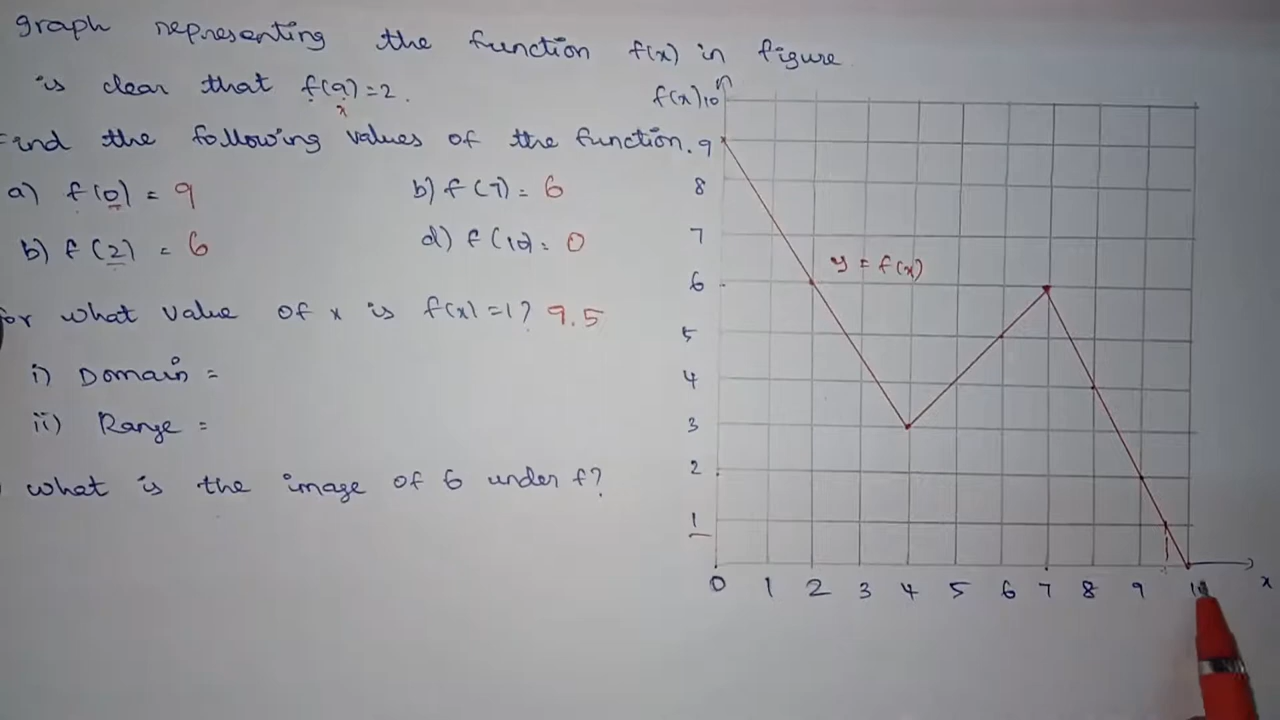 graph representing the function f(x) in figure
is clear that f(9)=2.
x
Find the following values of the function.
a) f(0) = 9 b) f(7) = 6
b) f(2) = 6 d) f(10) = 0
for what value of x is f(x)=1? 9.5
i) Domain =
ii) Range =
what is the image of 6 under f?
f(x)
10
9
8
7
6
5
4
3
2
1
y = f(x)
0 1 2 3 4 5 6 7 8 9 10 x